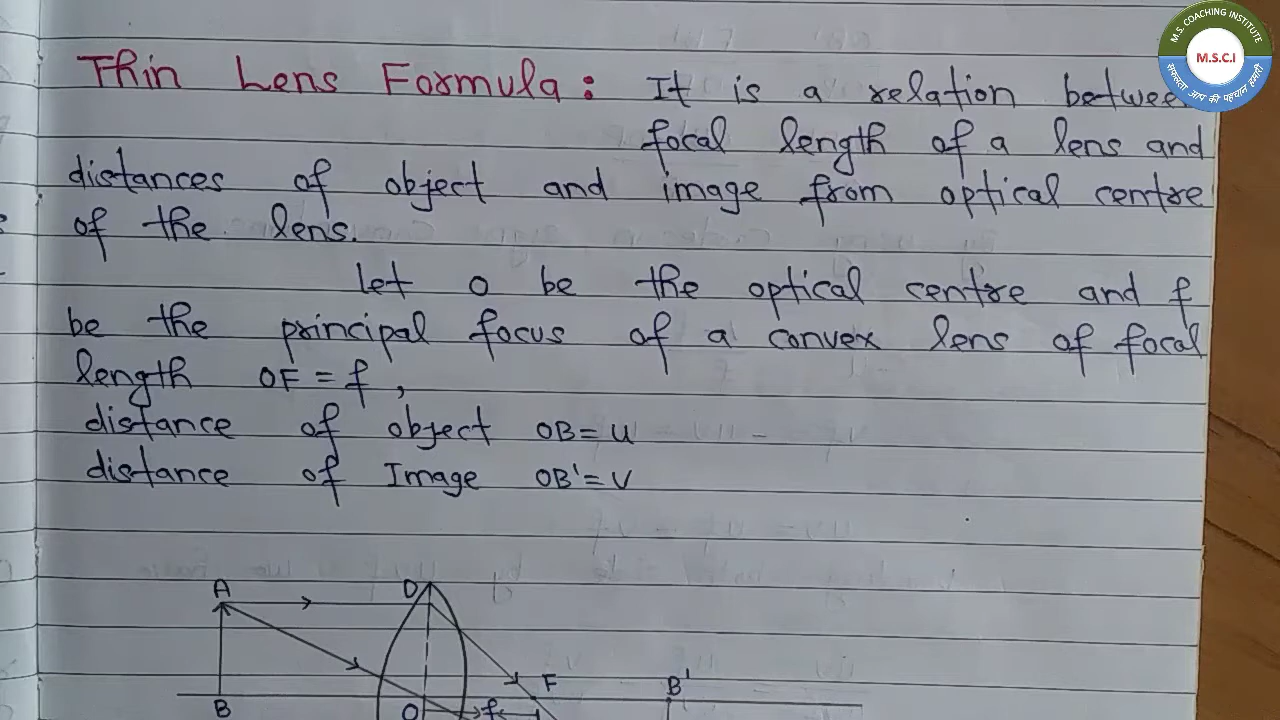 M.S. COACHING INSTITUTE
M.S.C.I
Thin Lens Formula: It is a relation between
focal length of a lens and
distances of object and image from optical centre
of the lens.
Let O be the optical centre and f
be the principal focus of a convex lens of focal
length OF = f,
distance of object OB = u
distance of Image OB' = v
A D
F B'
B O f